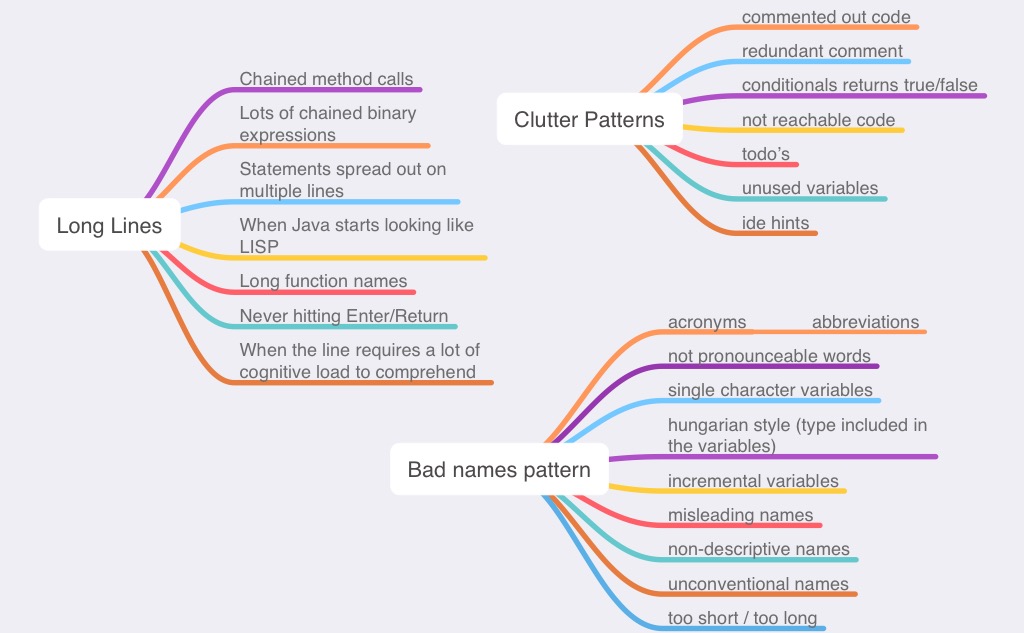 Long Lines
Chained method calls
Lots of chained binary
expressions
Statements spread out on
multiple lines
When Java starts looking like
LISP
Long function names
Never hitting Enter/Return
When the line requires a lot of
cognitive load to comprehend
Clutter Patterns
commented out code
redundant comment
conditionals returns true/false
not reachable code
todo’s
unused variables
ide hints
Bad names pattern
acronyms
abbreviations
not pronounceable words
single character variables
hungarian style (type included in
the variables)
incremental variables
misleading names
non-descriptive names
unconventional names
too short / too long